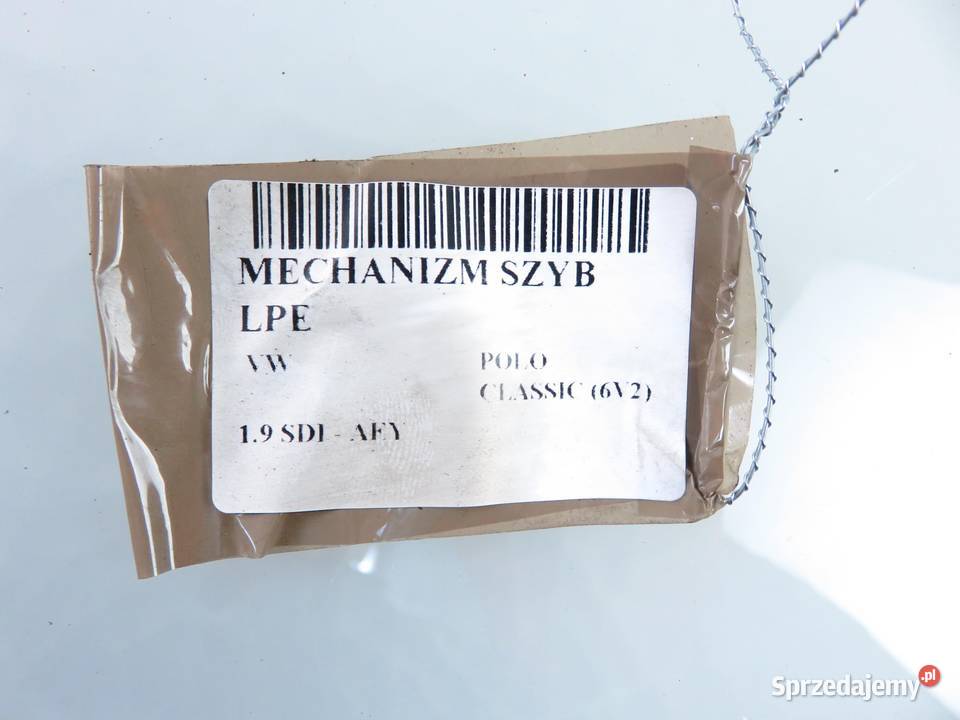 MECHANIZM SZYB
LPE
VW POLO
CLASSIC (6V2)
1.9 SDI - AEY
Sprzedajemy.pl